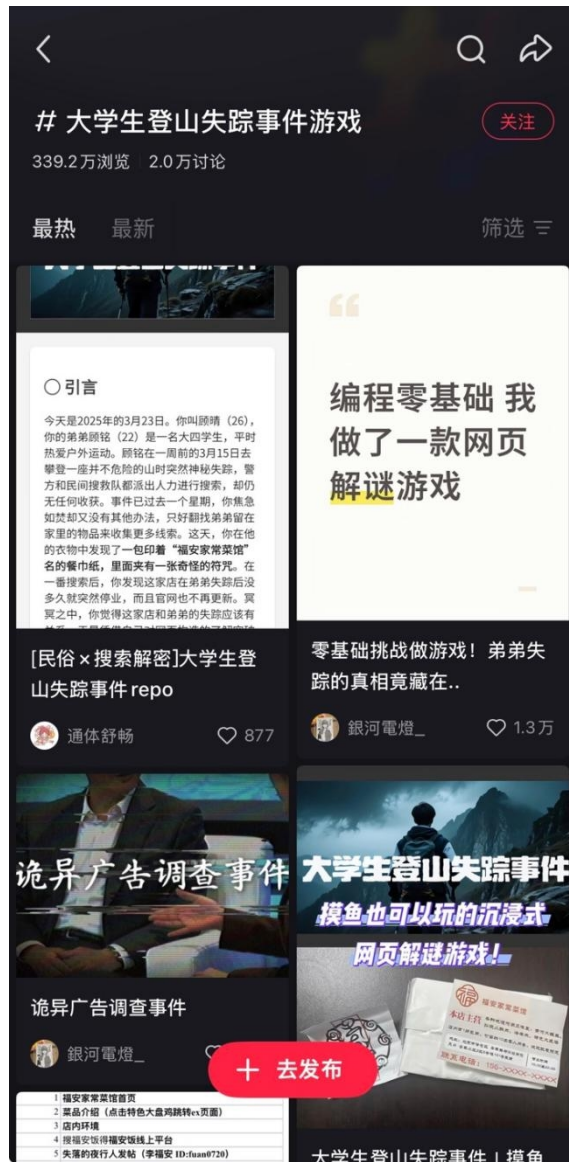 # 大学生登山失踪事件游戏
关注
339.2万浏览 2.0万讨论
最热
最新
筛选
引言
今天是2025年的3月23日。你叫顾晴（26），
你的弟弟顾铭（22）是一名大四学生，平时
热爱户外运动。顾铭在一周前的3月15日去
攀登一座并不危险的山时突然神秘失踪，警
方和民间搜救队都派出人力进行搜索，却仍
无任何收获。事件已过去一个星期，你焦急
如焚却又没有其他办法，只好翻找弟弟留在
家里的物品来收集更多线索。这天，你在他
的衣物中发现了一包印着“福安家常菜馆”
名的餐巾纸，里面夹有一张奇怪的符咒。在
一番搜索后，你发现这家店在弟弟失踪后没
多久就突然停业，而且官网也不再更新。冥
冥之中，你觉得这家店和弟弟的失踪应该有
[民俗×搜索解密]大学生登
山失踪事件repo
通体舒畅
877
编程零基础 我
做了一款网页
解谜游戏
零基础挑战做游戏！弟弟失
踪的真相竟藏在..
銀河電燈_
1.3万
诡异广告调查事件
诡异广告调查事件
銀河電燈_
大学生登山失踪事件
摸鱼也可以玩的沉浸式
网页解谜游戏！
福安家常菜馆
本店主营
大学生登山失踪事件 | 摸鱼
去发布
1 福安家常菜馆首页
2 菜品介绍（点击特色大盘鸡跳转ex页面）
3 店内环境
4 搜福安饭得福安饭线上平台
5 失落的夜行人发帖（李福安 ID:fuan0720）